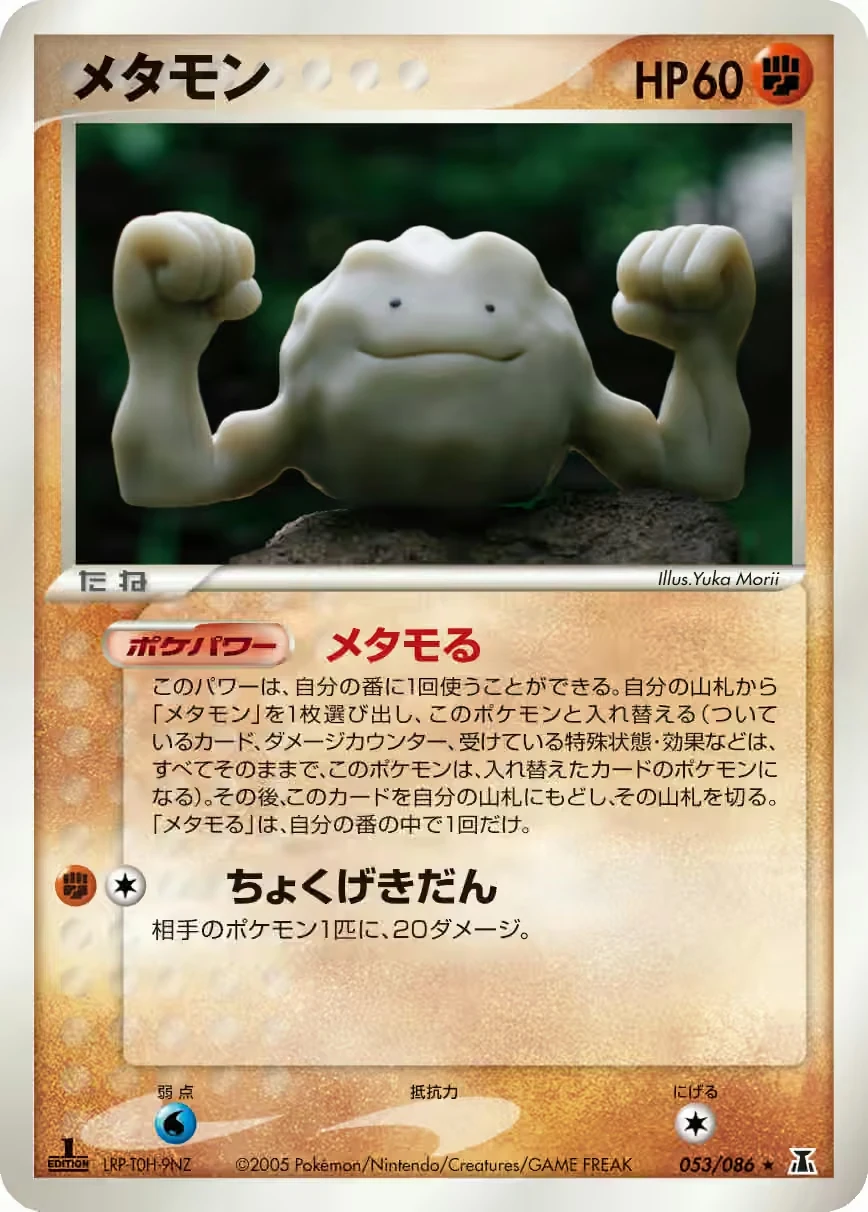 メタモン
HP60
たね
Illus.Yuka Morii
ポケパワー メタモる
このパワーは、自分の番に1回使うことができる。自分の山札から
「メタモン」を1枚選び出し、このポケモンと入れ替える（ついて
いるカード、ダメージカウンター、受けている特殊状態・効果などは、
すべてそのままで、このポケモンは、入れ替えたカードのポケモンに
なる）。その後、このカードを自分の山札にもどし、その山札を切る。
「メタモる」は、自分の番の中で1回だけ。
ちょくげきだん
相手のポケモン1匹に、20ダメージ。
弱点 抵抗力 にげる
1 EDITION LRP-T0H-9NZ ©2005 Pokémon/Nintendo/Creatures/GAME FREAK 053/086 ★